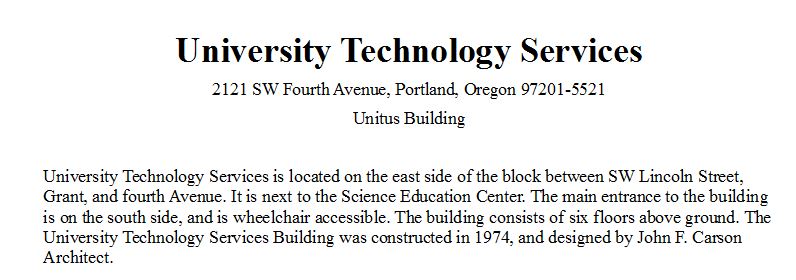 University Technology Services
2121 SW Fourth Avenue, Portland, Oregon 97201-5521
Unitus Building
University Technology Services is located on the east side of the block between SW Lincoln Street,
Grant, and fourth Avenue. It is next to the Science Education Center. The main entrance to the building
is on the south side, and is wheelchair accessible. The building consists of six floors above ground. The
University Technology Services Building was constructed in 1974, and designed by John F. Carson
Architect.